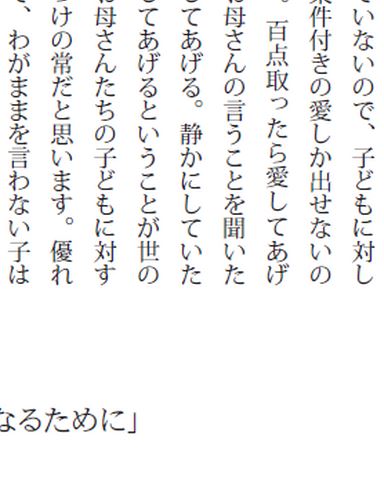 ていないので、子どもに対し
条件付きの愛しか出せないの
。百点取ったら愛してあげ
お母さんの言うことを聞いた
してあげる。静かにしていた
してあげるということが世の
お母さんたちの子どもに対す
つけの常だと思います。優れ
で、わがままを言わない子は
なるために」